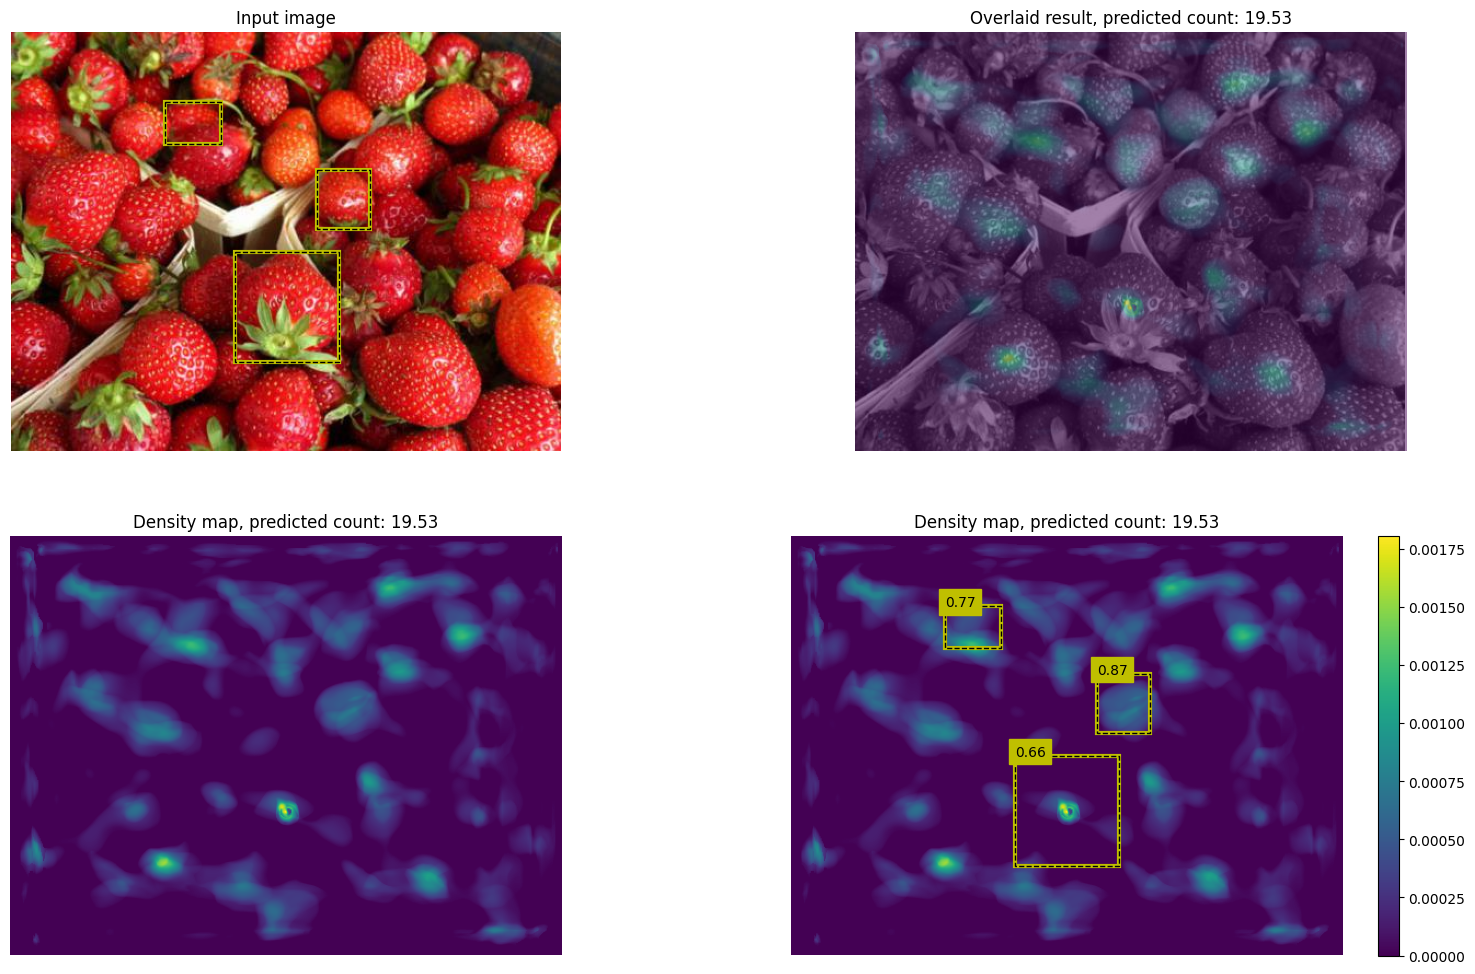 Input image
Overlaid result, predicted count: 19.53
Density map, predicted count: 19.53
Density map, predicted count: 19.53
0.77
0.87
0.66
0.00175
0.00150
0.00125
0.00100
0.00075
0.00050
0.00025
0.00000